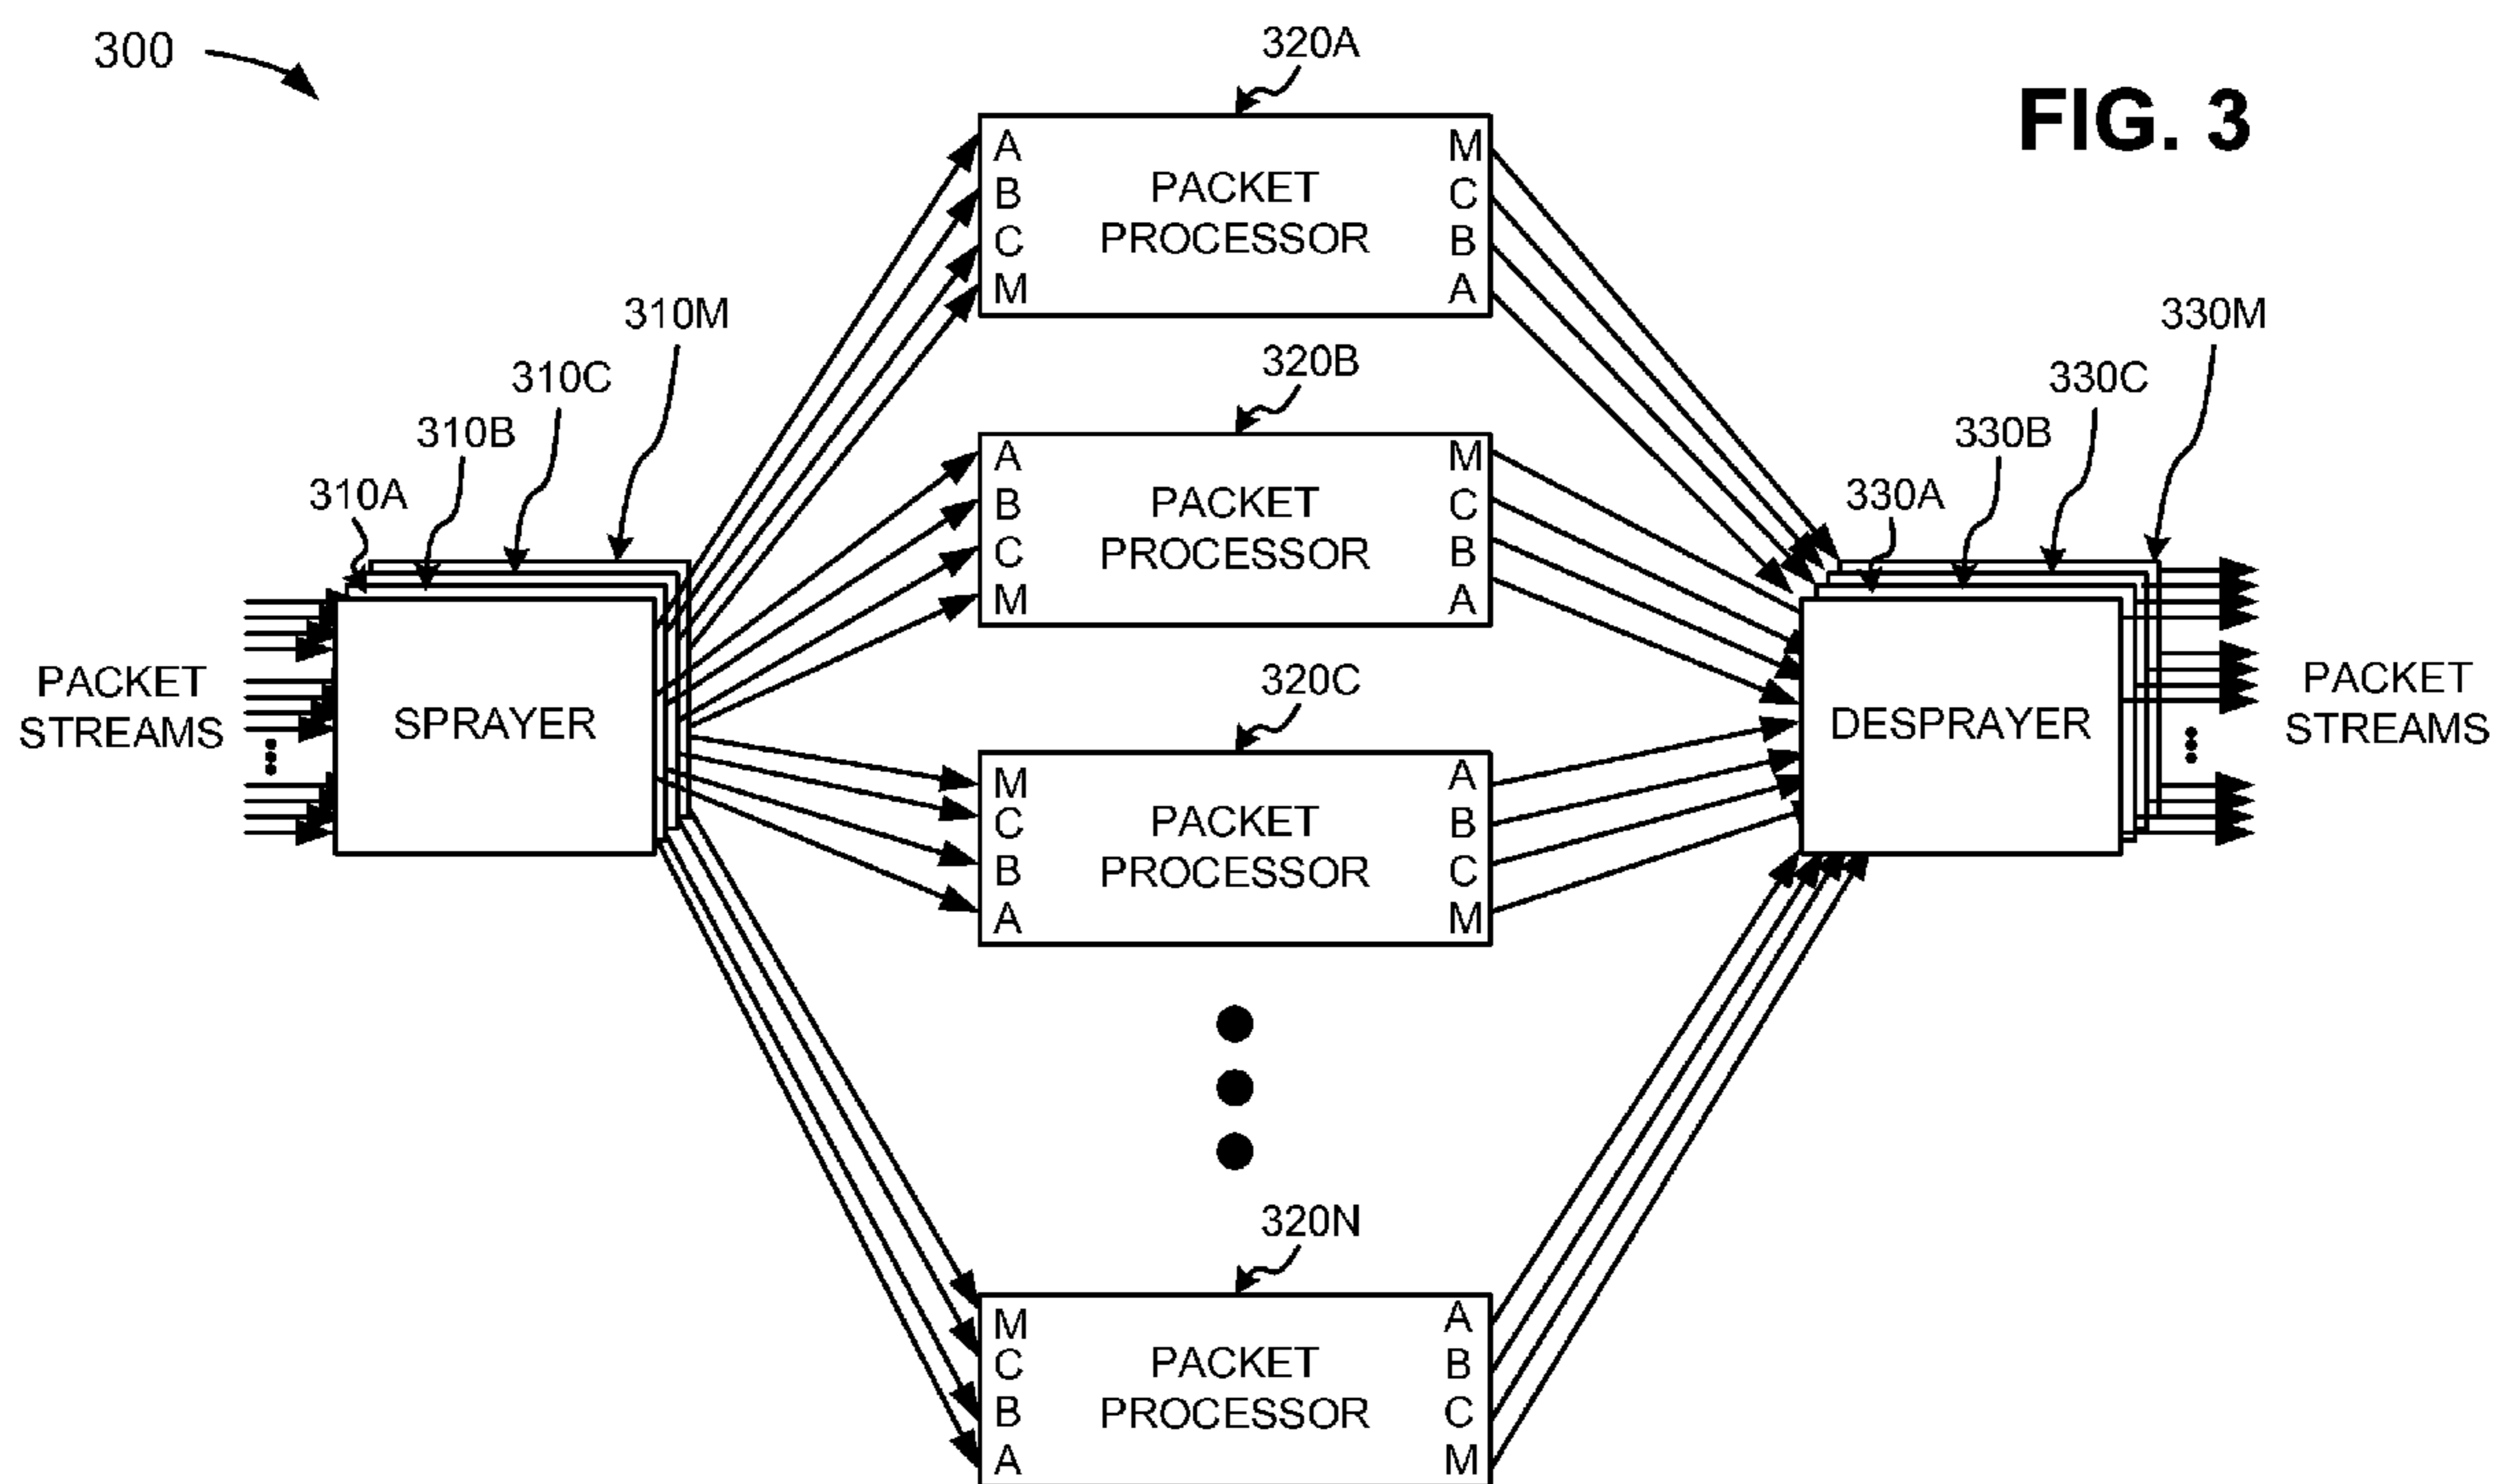 300
FIG. 3
320A
A
B
C
M
PACKET
PROCESSOR
M
C
B
A
310M
310C
310B
310A
320B
A
B
C
M
PACKET
PROCESSOR
M
C
B
A
330M
330C
330B
330A
PACKET
STREAMS
SPRAYER
320C
M
C
B
A
PACKET
PROCESSOR
A
B
C
M
DESPRAYER
PACKET
STREAMS
320N
M
C
B
A
PACKET
PROCESSOR
A
B
C
M